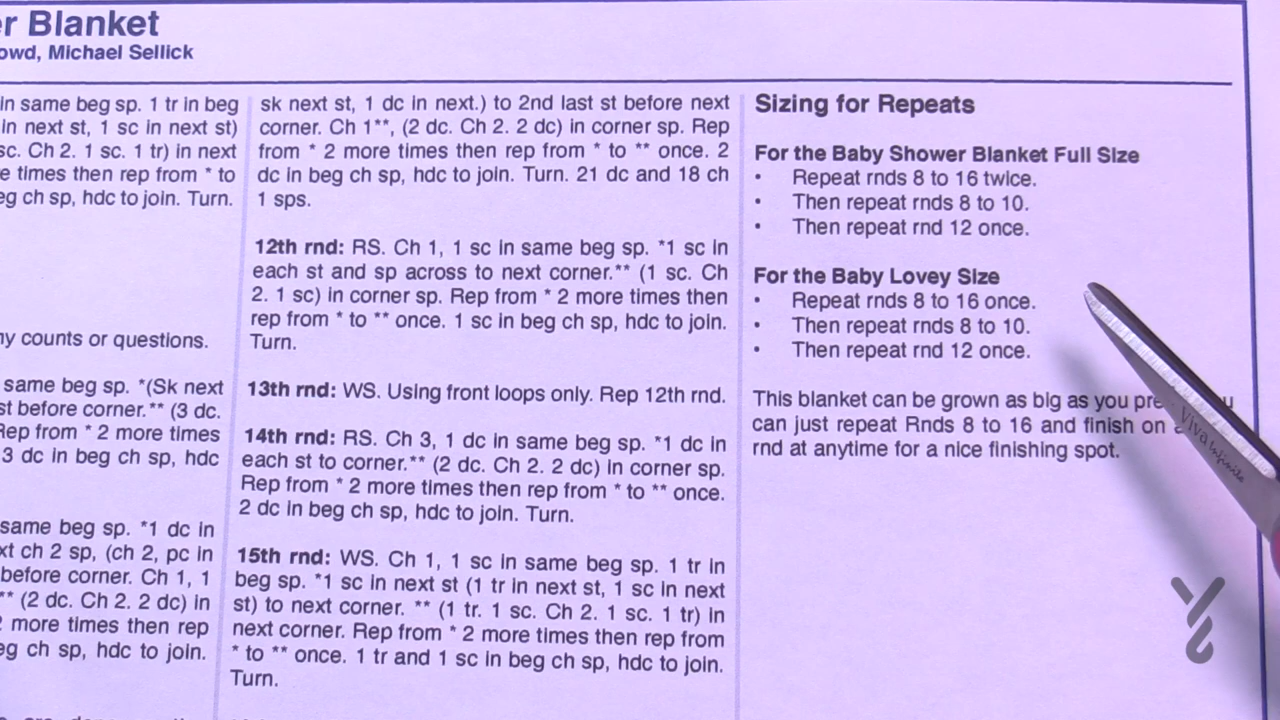 er Blanket
owd, Michael Sellick
in same beg sp. 1 tr in beg
in next st, 1 sc in next st)
sc. Ch 2. 1 sc. 1 tr) in next
e times then rep from * to
eg ch sp, hdc to join. Turn.
ny counts or questions.
same beg sp. *(Sk next
st before corner.** (3 dc.
Rep from * 2 more times
3 dc in beg ch sp, hdc
same beg sp. *1 dc in
xt ch 2 sp, (ch 2, pc in
before corner. Ch 1, 1
** (2 dc. Ch 2. 2 dc) in
2 more times then rep
eg ch sp, hdc to join.
sk next st, 1 dc in next.) to 2nd last st before next
corner. Ch 1**, (2 dc. Ch 2. 2 dc) in corner sp. Rep
from * 2 more times then rep from * to ** once. 2
dc in beg ch sp, hdc to join. Turn. 21 dc and 18 ch
1 sps.
12th rnd: RS. Ch 1, 1 sc in same beg sp. *1 sc in
each st and sp across to next corner.** (1 sc. Ch
2. 1 sc) in corner sp. Rep from * 2 more times then
rep from * to ** once. 1 sc in beg ch sp, hdc to join.
Turn.
13th rnd: WS. Using front loops only. Rep 12th rnd.
14th rnd: RS. Ch 3, 1 dc in same beg sp. *1 dc in
each st to corner.** (2 dc. Ch 2. 2 dc) in corner sp.
Rep from * 2 more times then rep from * to ** once.
2 dc in beg ch sp, hdc to join. Turn.
15th rnd: WS. Ch 1, 1 sc in same beg sp. 1 tr in
beg sp. *1 sc in next st (1 tr in next st, 1 sc in next
st) to next corner. ** (1 tr. 1 sc. Ch 2. 1 sc. 1 tr) in
next corner. Rep from * 2 more times then rep from
* to ** once. 1 tr and 1 sc in beg ch sp, hdc to join.
Turn.
Sizing for Repeats
For the Baby Shower Blanket Full Size
• Repeat rnds 8 to 16 twice.
• Then repeat rnds 8 to 10.
• Then repeat rnd 12 once.
For the Baby Lovey Size
• Repeat rnds 8 to 16 once.
• Then repeat rnds 8 to 10.
• Then repeat rnd 12 once.
This blanket can be grown as big as you
can just repeat Rnds 8 to 16 and finish on
rnd at anytime for a nice finishing spot.
Viva Infinite